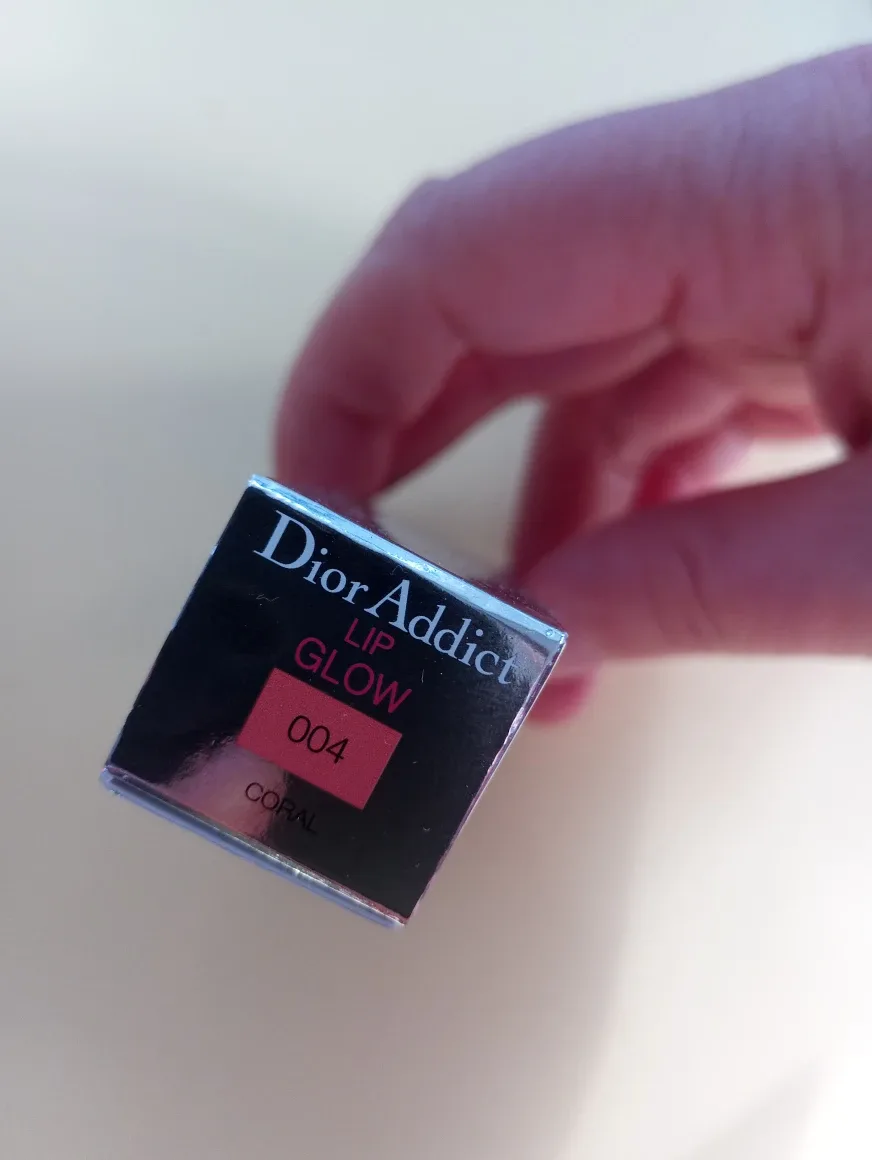 Dior Addict
LIP
GLOW
004
CORAL